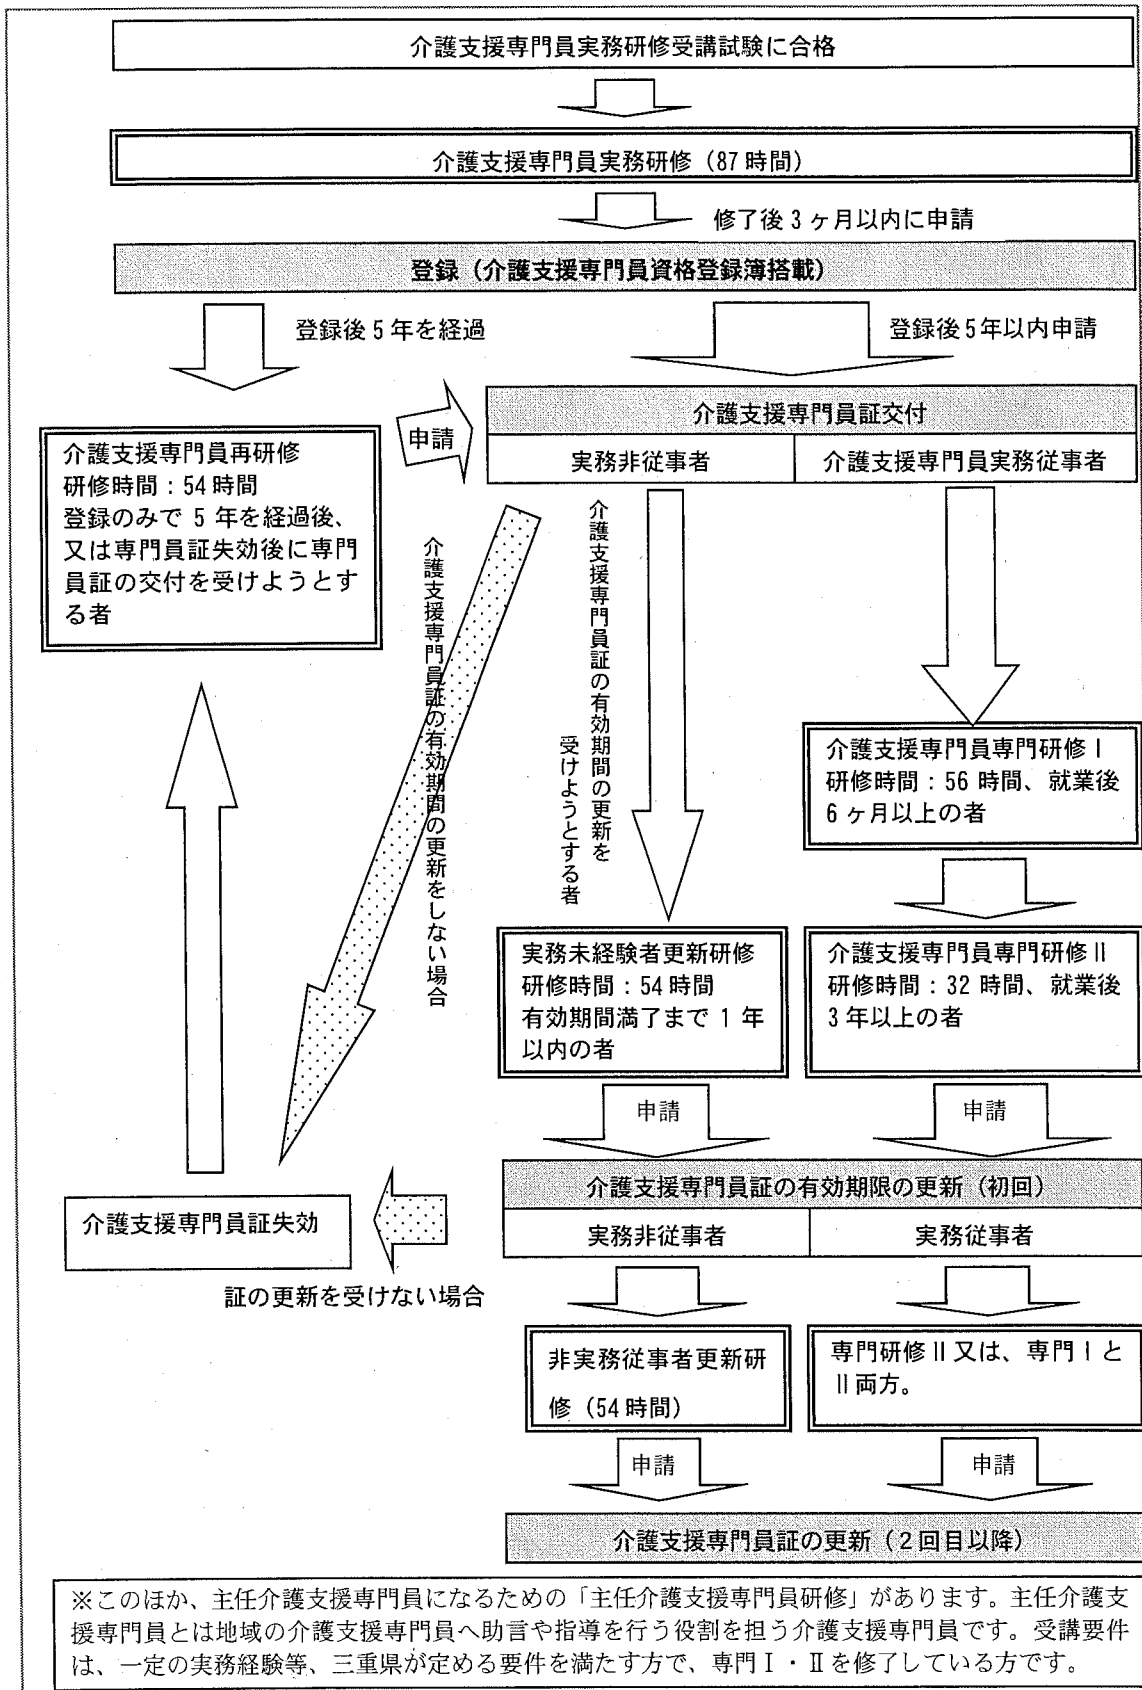 介護支援専門員実務研修受講試験に合格
介護支援専門員実務研修（87時間）
修了後3ヶ月以内に申請
登録（介護支援専門員資格登録簿搭載）
登録後5年を経過
登録後5年以内申請
介護支援専門員証交付
実務非従事者
介護支援専門員実務従事者
申請
介護支援専門員再研修
研修時間：54時間
登録のみで 5 年を経過後、
又は専門員証失効後に専門
員証の交付を受けようとす
る者
介護支援専門員証の有効期間の更新をしない場合
介護支援専門員証の有効期間の更新を
受けようとする者
介護支援専門員専門研修Ⅰ
研修時間：56 時間、就業後
6 ヶ月以上の者
実務未経験者更新研修
研修時間：54時間
有効期間満了まで 1 年
以内の者
介護支援専門員専門研修Ⅱ
研修時間：32 時間、就業後
3 年以上の者
申請
申請
介護支援専門員証の有効期限の更新（初回）
実務非従事者
実務従事者
介護支援専門員証失効
証の更新を受けない場合
非実務従事者更新研
修（54時間）
専門研修Ⅱ又は、専門Ⅰと
Ⅱ両方。
申請
申請
介護支援専門員証の更新（2回目以降）
※このほか、主任介護支援専門員になるための「主任介護支援専門員研修」があります。主任介護支
援専門員とは地域の介護支援専門員へ助言や指導を行う役割を担う介護支援専門員です。受講要件
は、一定の実務経験等、三重県が定める要件を満たす方で、専門Ⅰ・Ⅱを修了している方です。